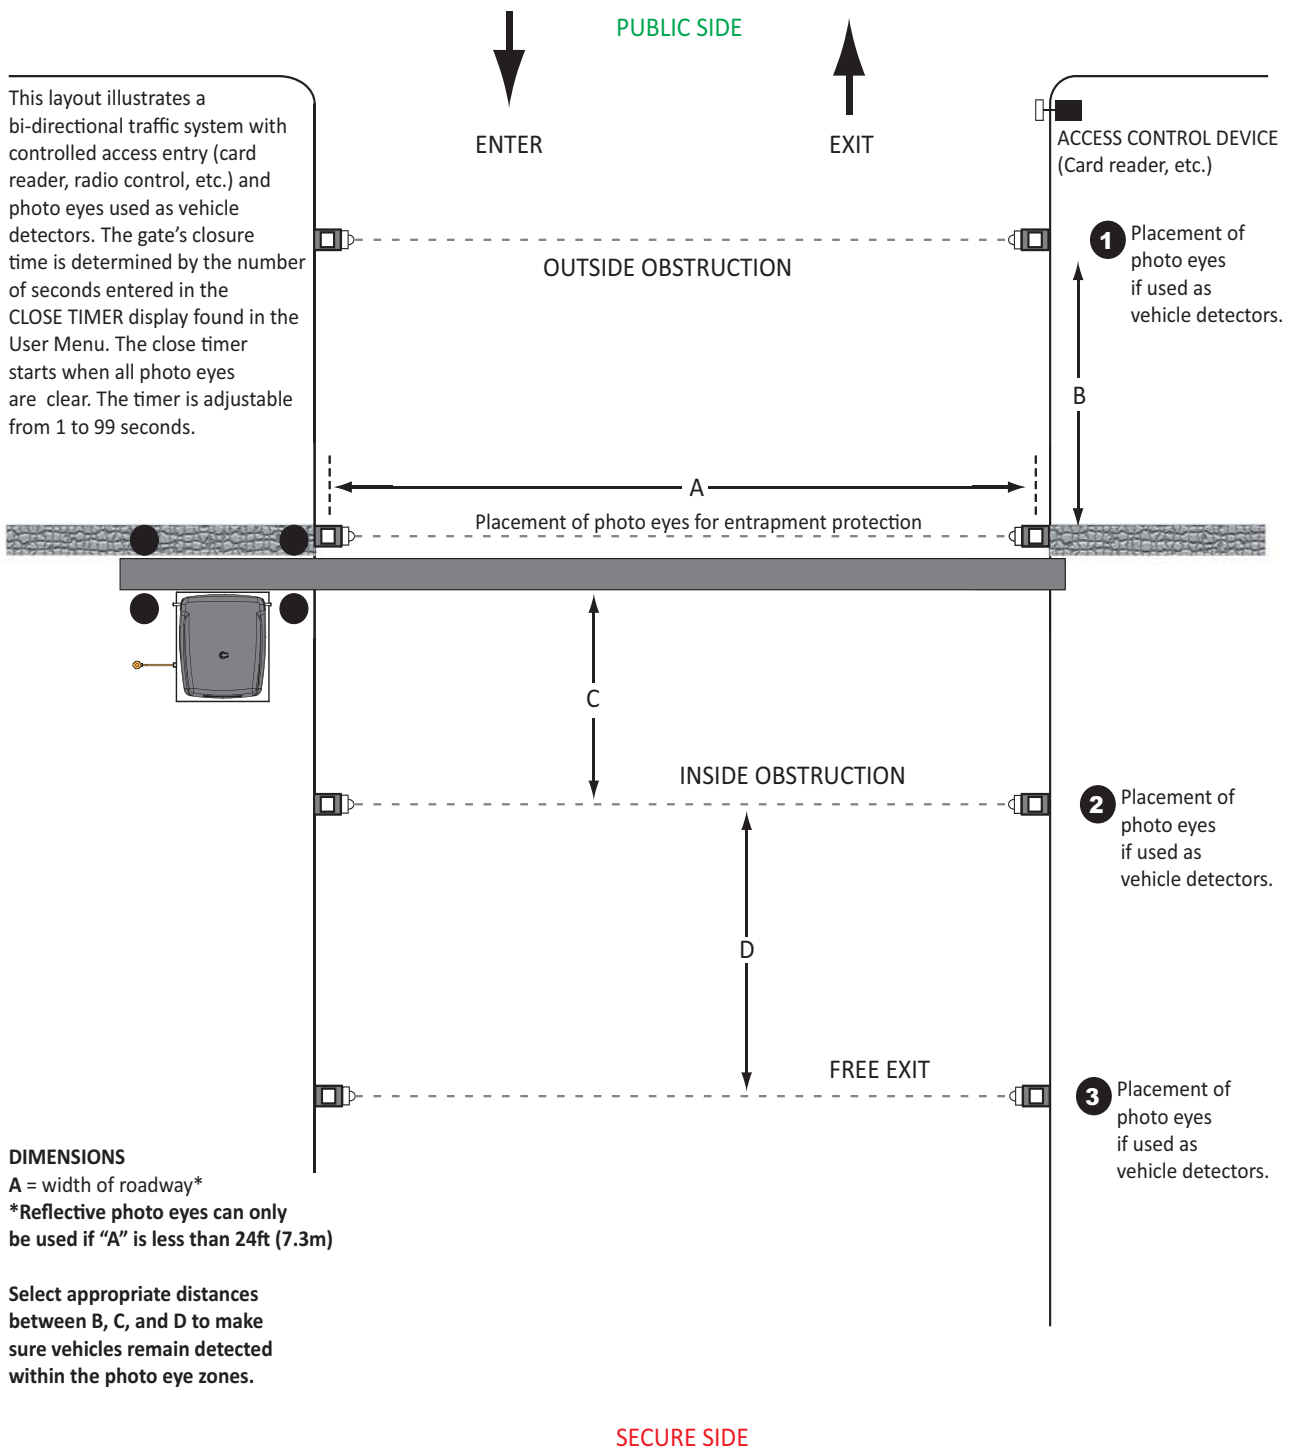 PUBLIC SIDE
ENTER
EXIT
This layout illustrates a
bi-directional traffic system with
controlled access entry (card
reader, radio control, etc.) and
photo eyes used as vehicle
detectors. The gate’s closure
time is determined by the number
of seconds entered in the
CLOSE TIMER display found in the
User Menu. The close timer
starts when all photo eyes
are  clear. The timer is adjustable
from 1 to 99 seconds.
ACCESS CONTROL DEVICE
(Card reader, etc.)
OUTSIDE OBSTRUCTION
1
Placement of
photo eyes
if used as
vehicle detectors.
B
A
Placement of photo eyes for entrapment protection
C
INSIDE OBSTRUCTION
2
Placement of
photo eyes
if used as
vehicle detectors.
D
FREE EXIT
3
Placement of
photo eyes
if used as
vehicle detectors.
DIMENSIONS
A = width of roadway*
*Reflective photo eyes can only
be used if “A” is less than 24ft (7.3m)
Select appropriate distances
between B, C, and D to make
sure vehicles remain detected
within the photo eye zones.
SECURE SIDE